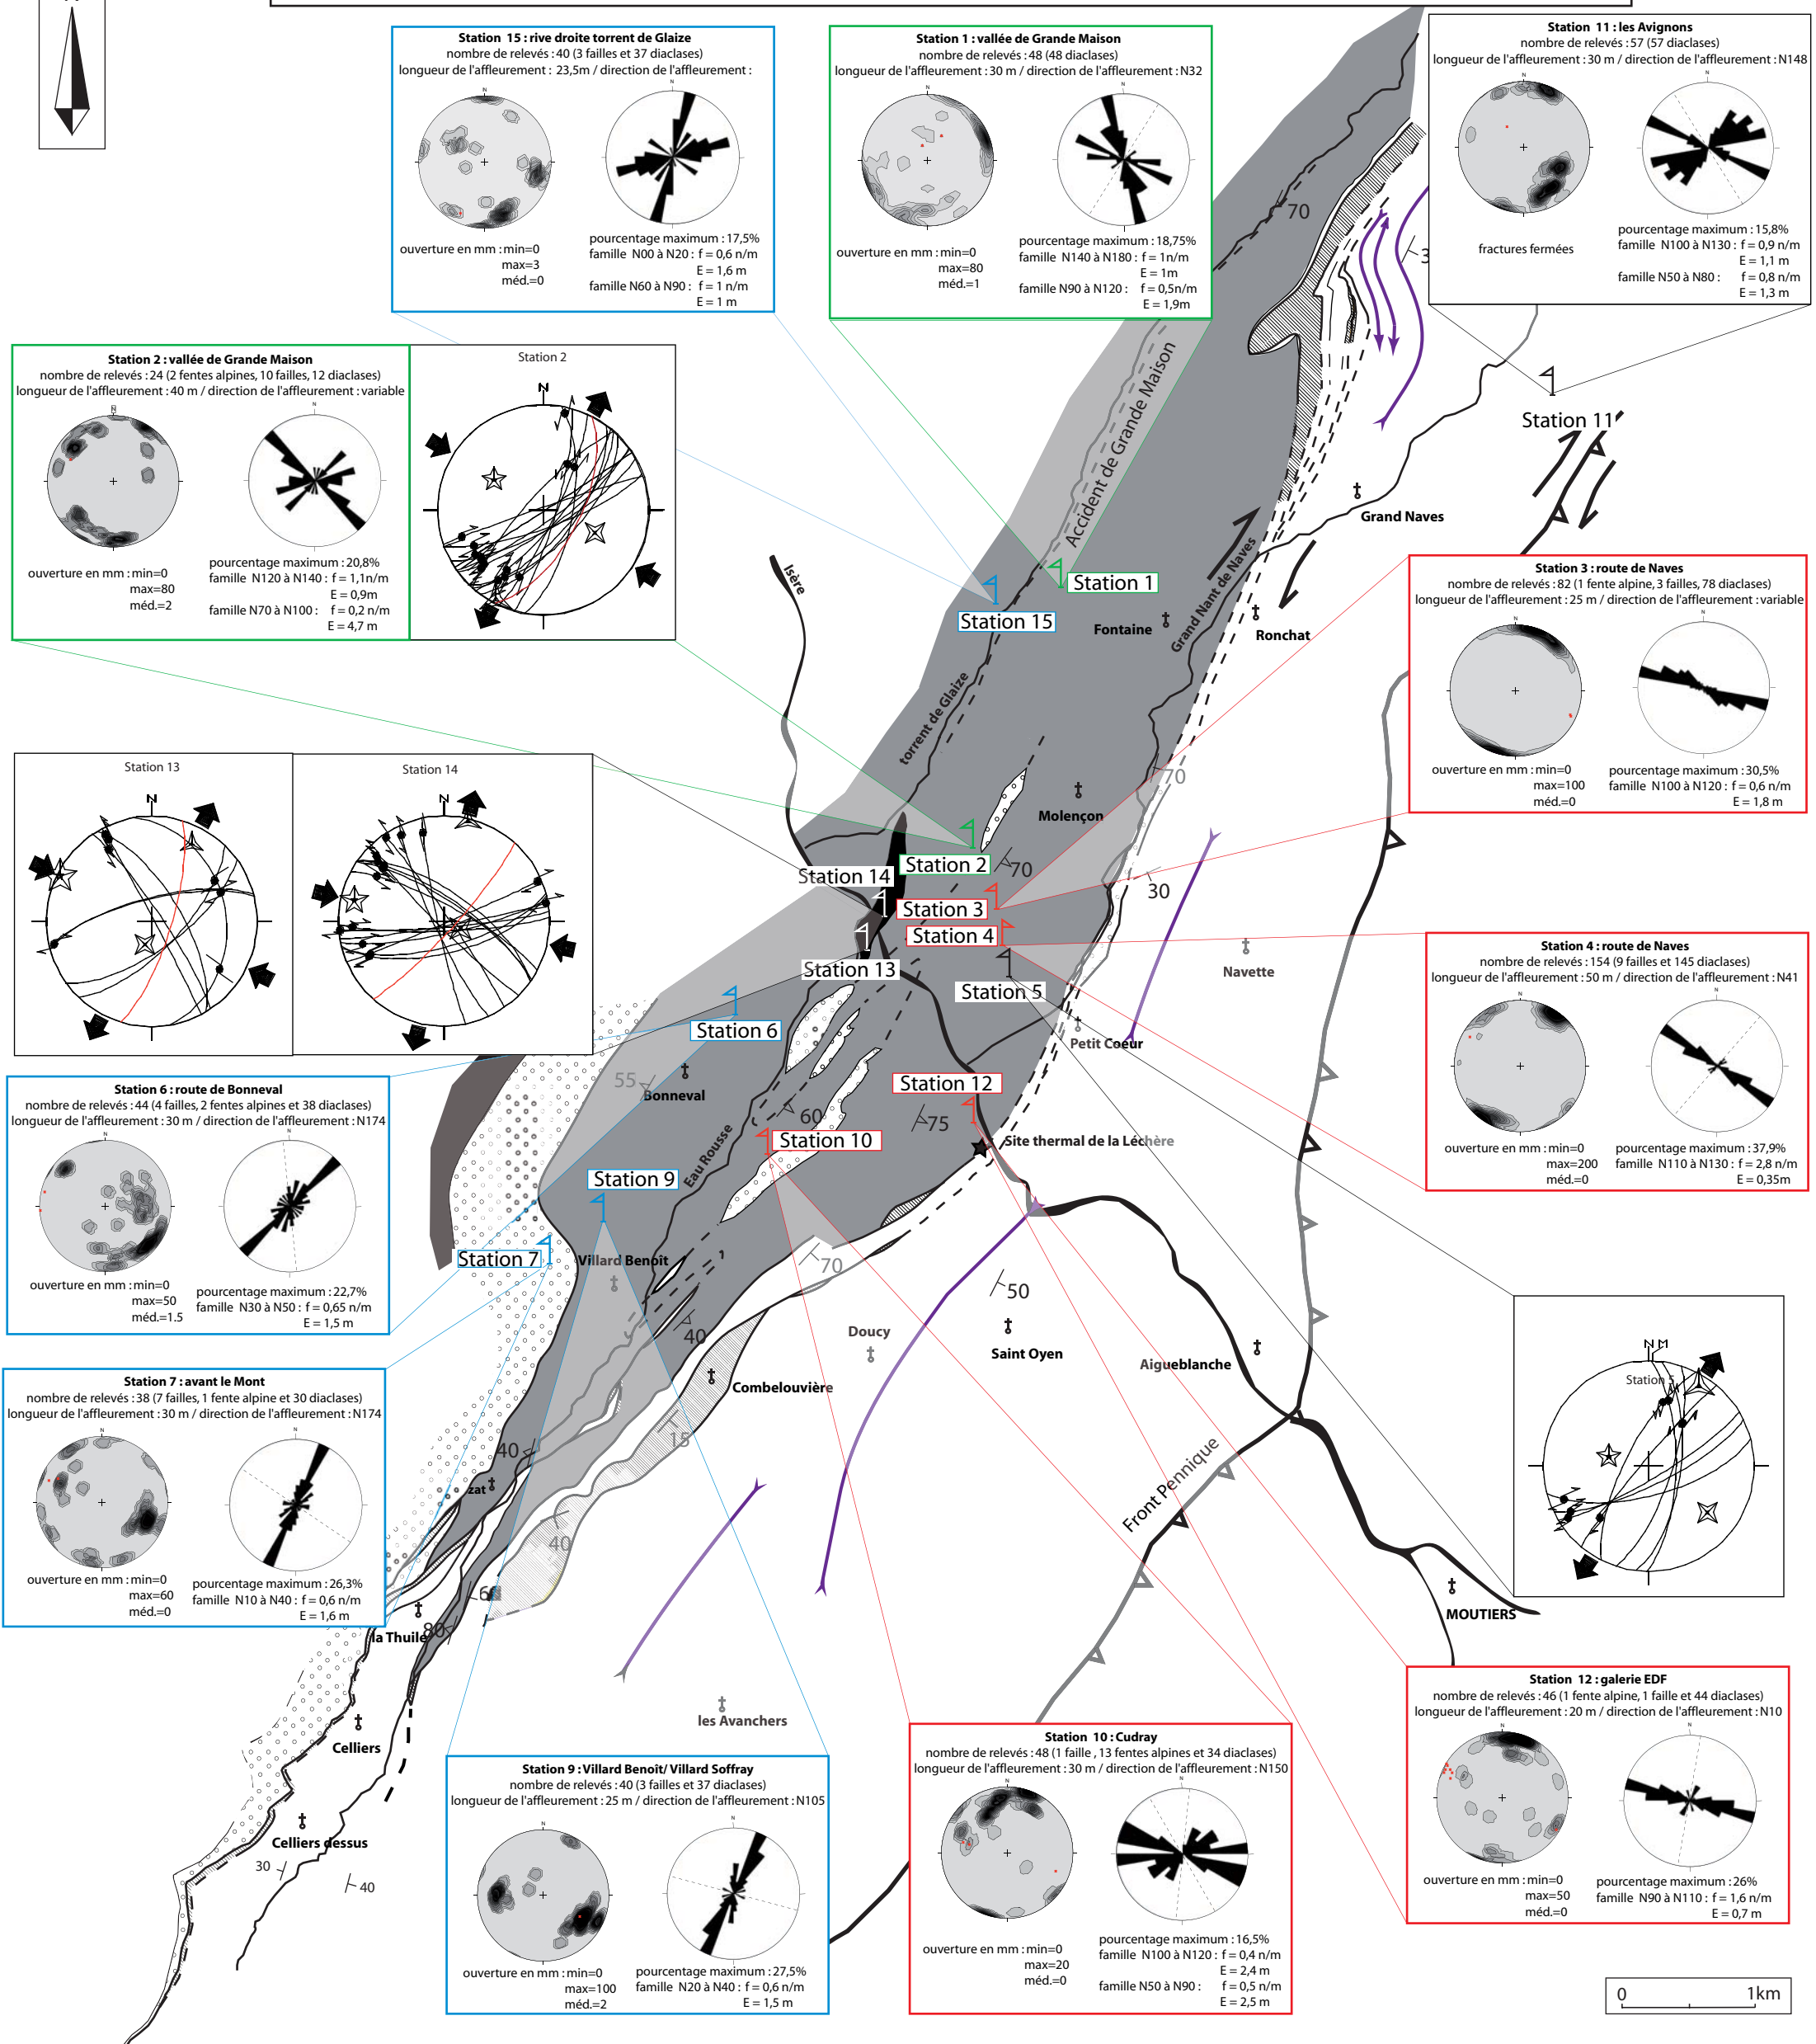 Station 15 : rive droite torrent de Glaize
nombre de relevés : 40 (3 failles et 37 diaclases)
longueur de l'affleurement : 23,5m / direction de l'affleurement :
N
N
ouverture en mm : min=0
max=3
méd.=0
pourcentage maximum : 17,5%
famille N00 à N20 : f = 0,6 n/m
E = 1,6 m
famille N60 à N90 : f = 1 n/m
E = 1 m
Station 1 : vallée de Grande Maison
nombre de relevés : 48 (48 diaclases)
longueur de l'affleurement : 30 m / direction de l'affleurement : N32
N
N
ouverture en mm : min=0
max=80
méd.=1
pourcentage maximum : 18,75%
famille N140 à N180 : f = 1n/m
E = 1m
famille N90 à N120 : f = 0,5n/m
E = 1,9m
Station 11 : les Avignons
nombre de relevés : 57 (57 diaclases)
longueur de l'affleurement : 30 m / direction de l'affleurement : N148
N
N
fractures fermées
pourcentage maximum : 15,8%
famille N100 à N130 : f = 0,9 n/m
E = 1,1 m
famille N50 à N80 : f = 0,8 n/m
E = 1,3 m
70
3
Station 2 : vallée de Grande Maison
nombre de relevés : 24 (2 fentes alpines, 10 failles, 12 diaclases)
longueur de l'affleurement : 40 m / direction de l'affleurement : variable
N
N
ouverture en mm : min=0
max=80
méd.=2
pourcentage maximum : 20,8%
famille N120 à N140 : f = 1,1n/m
E = 0,9m
famille N70 à N100 : f = 0,2 n/m
E = 4,7 m
Station 2
N
Accident de Grande Maison
Station 11
Grand Naves
Isère
Station 1
Station 15
Fontaine
Grand Nant de Naves
Ronchat
torrent de Glaize
Station 3 : route de Naves
nombre de relevés : 82 (1 fente alpine, 3 failles, 78 diaclases)
longueur de l'affleurement : 25 m / direction de l'affleurement : variable
N
N
ouverture en mm : min=0
max=100
méd.=0
pourcentage maximum : 30,5%
famille N100 à N120 : f = 0,6 n/m
E = 1,8 m
Station 13
N
Station 14
N
70
Molençon
Station 2
70
Station 14
30
Station 3
Station 4
Station 13
Navette
Station 5
Station 6
Petit Coeur
Station 4 : route de Naves
nombre de relevés : 154 (9 failles et 145 diaclases)
longueur de l'affleurement : 50 m / direction de l'affleurement : N41
N
N
ouverture en mm : min=0
max=200
méd.=0
pourcentage maximum : 37,9%
famille N110 à N130 : f = 2,8 n/m
E = 0,35m
Station 6 : route de Bonneval
nombre de relevés : 44 (4 failles, 2 fentes alpines et 38 diaclases)
longueur de l'affleurement : 30 m / direction de l'affleurement : N174
N
N
ouverture en mm : min=0
max=50
méd.=1.5
pourcentage maximum : 22,7%
famille N30 à N50 : f = 0,65 n/m
E = 1,5 m
55
Bonneval
Station 12
60
75
Station 10
Site thermal de la Léchère
Eau Rousse
Station 9
Station 7
Villard Benoît
70
50
40
Doucy
Saint Oyen
Aigueblanche
Combelouvière
15
Station 5
N M
Station 7 : avant le Mont
nombre de relevés : 38 (7 failles, 1 fente alpine et 30 diaclases)
longueur de l'affleurement : 30 m / direction de l'affleurement : N174
N
N
ouverture en mm : min=0
max=60
méd.=0
pourcentage maximum : 26,3%
famille N10 à N40 : f = 0,6 n/m
E = 1,6 m
40
zat
40
6
80
la Thuile
Front Pennique
MOUTIERS
les Avanchers
Celliers
Celliers dessus
30
40
Station 9 : Villard Benoît/ Villard Soffray
nombre de relevés : 40 (3 failles et 37 diaclases)
longueur de l'affleurement : 25 m / direction de l'affleurement : N105
N
N
ouverture en mm : min=0
max=100
méd.=2
pourcentage maximum : 27,5%
famille N20 à N40 : f = 0,6 n/m
E = 1,5 m
Station 10 : Cudray
nombre de relevés : 48 (1 faille , 13 fentes alpines et 34 diaclases)
longueur de l'affleurement : 30 m / direction de l'affleurement : N150
N
N
ouverture en mm : min=0
max=20
méd.=0
pourcentage maximum : 16,5%
famille N100 à N120 : f = 0,4 n/m
E = 2,4 m
famille N50 à N90 : f = 0,5 n/m
E = 2,5 m
Station 12 : galerie EDF
nombre de relevés : 46 (1 fente alpine, 1 faille et 44 diaclases)
longueur de l'affleurement : 20 m / direction de l'affleurement : N10
N
N
ouverture en mm : min=0
max=50
méd.=0
pourcentage maximum : 26%
famille N90 à N110 : f = 1,6 n/m
E = 0,7 m
0 1km